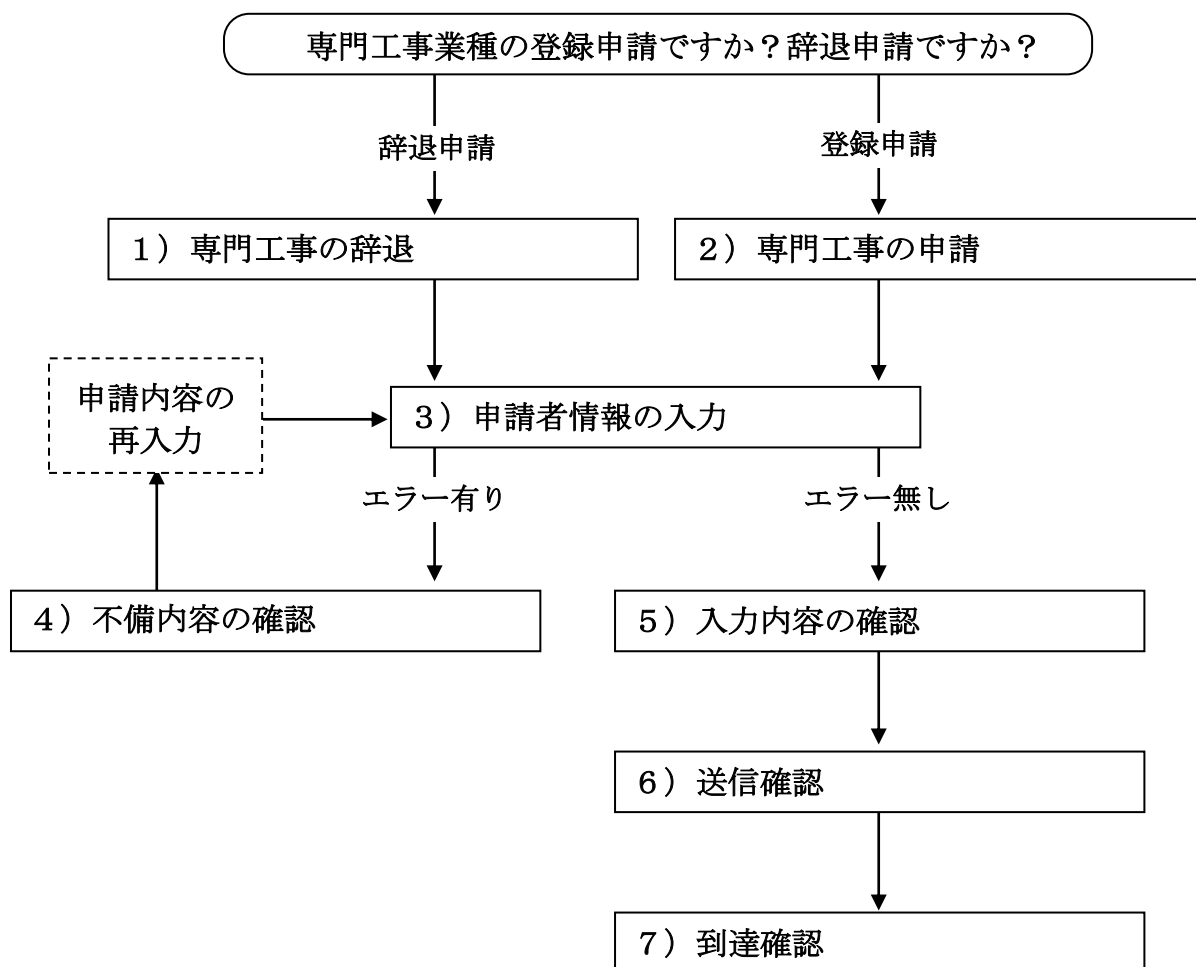 専門工事業種の登録申請ですか？辞退申請ですか？
辞退申請
登録申請
１）専門工事の辞退
２）専門工事の申請
申請内容の
再入力
３）申請者情報の入力
エラー有り
エラー無し
４）不備内容の確認
５）入力内容の確認
６）送信確認
７）到達確認